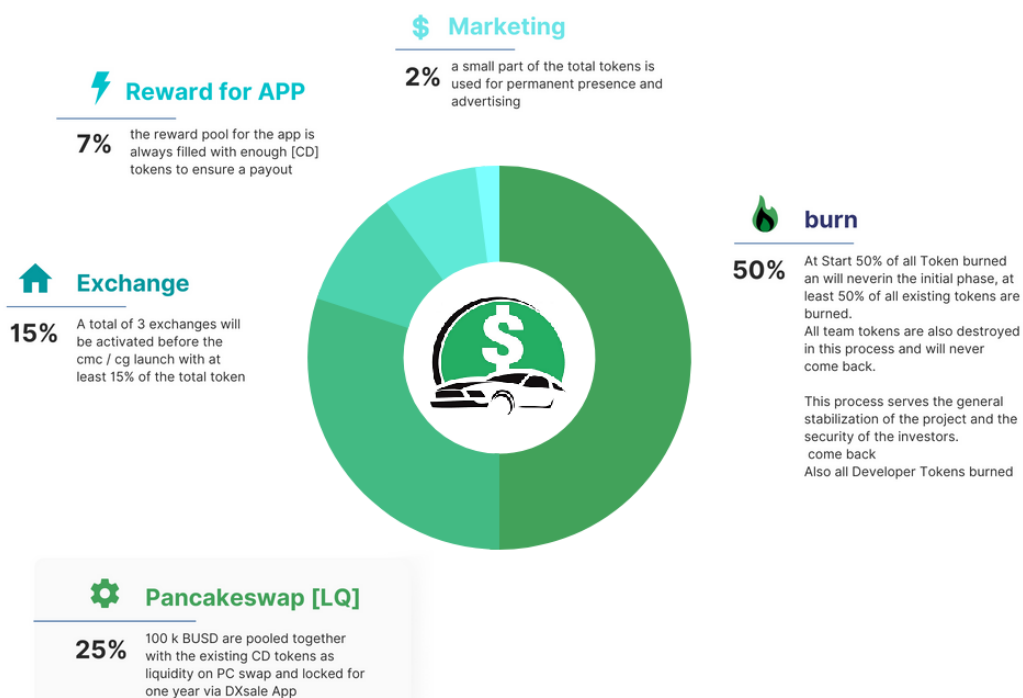 $ Marketing
2%
a small part of the total tokens is
used for permanent presence and
advertising
Reward for APP
7%
the reward pool for the app is
always filled with enough [CD]
tokens to ensure a payout
burn
50%
At Start 50% of all Token burned
an will neverin the initial phase, at
least 50% of all existing tokens are
burned.
All team tokens are also destroyed
in this process and will never
come back.
This process serves the general
stabilization of the project and the
security of the investors.
come back
Also all Developer Tokens burned
Exchange
15%
A total of 3 exchanges will
be activated before the
cmc / cg launch with at
least 15% of the total token
$
Pancakeswap [LQ]
25%
100 k BUSD are pooled together
with the existing CD tokens as
liquidity on PC swap and locked for
one year via DXsale App